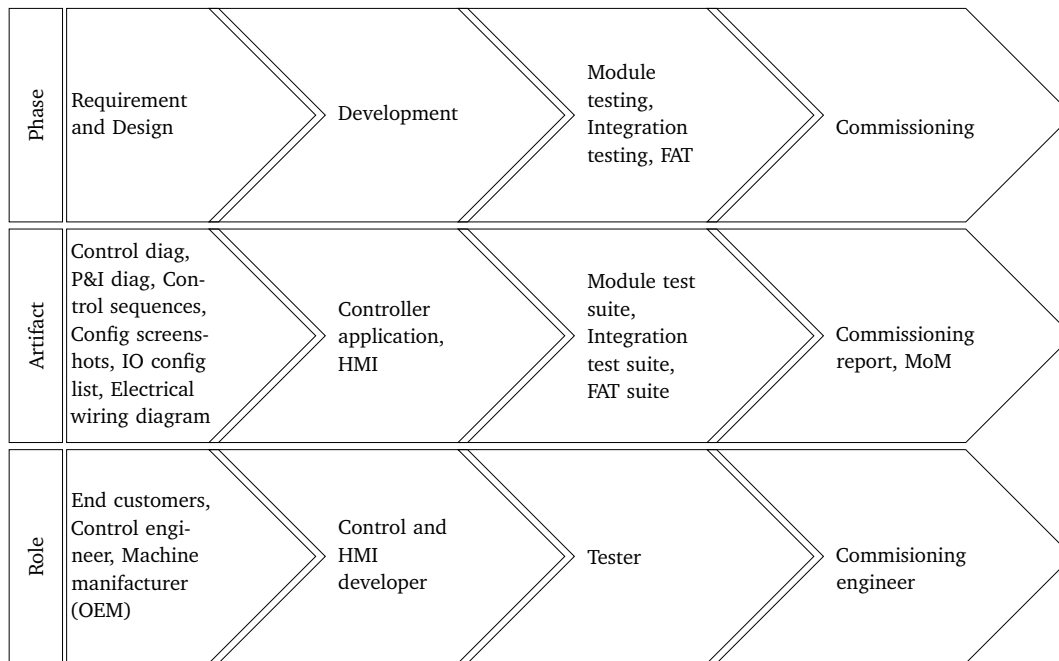 Phase
Requirement
and Design
Development
Module
testing,
Integration
testing, FAT
Commissioning
Artifact
Control diag,
P&I diag, Con-
trol sequences,
Config screens-
hots, IO config
list, Electrical
wiring diagram
Controller
application,
HMI
Module test
suite,
Integration
test suite,
FAT suite
Commissioning
report, MoM
Role
End customers,
Control engi-
neer, Machine
manifacturer
(OEM)
Control and
HMI
developer
Tester
Commisioning
engineer